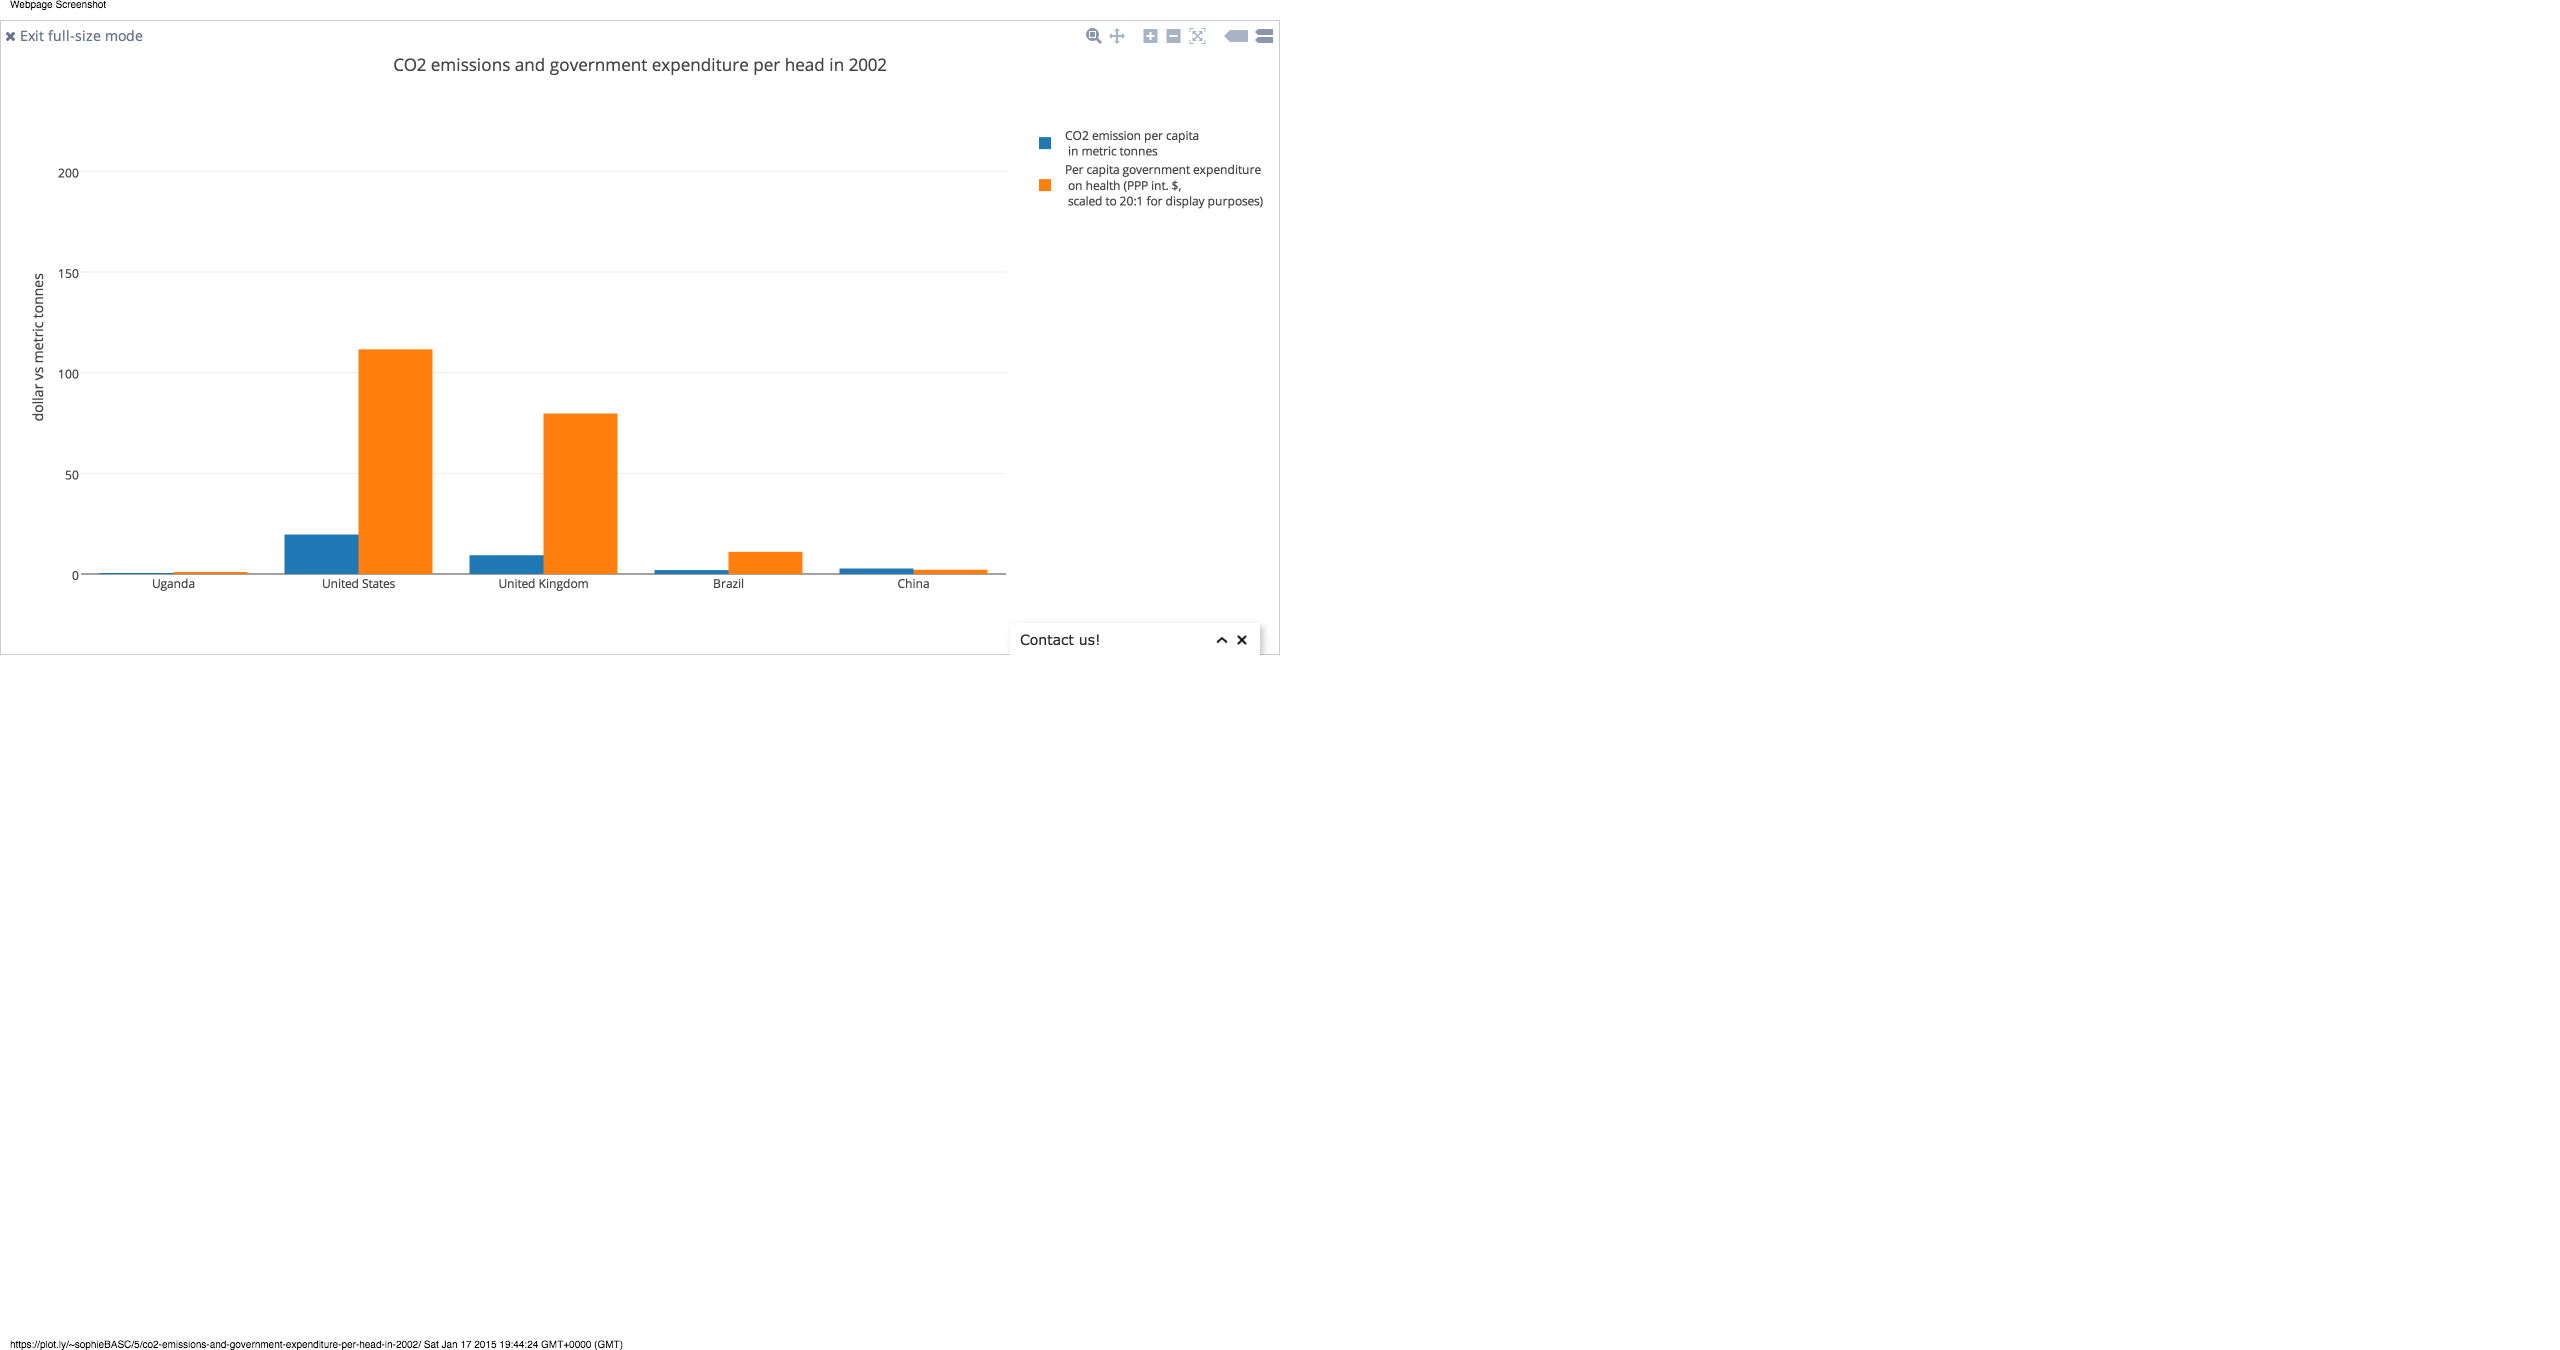 Webpage Screenshot
✖ Exit full-size mode
CO2 emissions and government expenditure per head in 2002
CO2 emission per capita
in metric tonnes
Per capita government expenditure
on health (PPP int. $,
scaled to 20:1 for display purposes)
200
150
100
50
0
dollar vs metric tonnes
Uganda
United States
United Kingdom
Brazil
China
Contact us!
https://plot.ly/~sophieBASC/5/co2-emissions-and-government-expenditure-per-head-in-2002/ Sat Jan 17 2015 19:44:24 GMT+0000 (GMT)